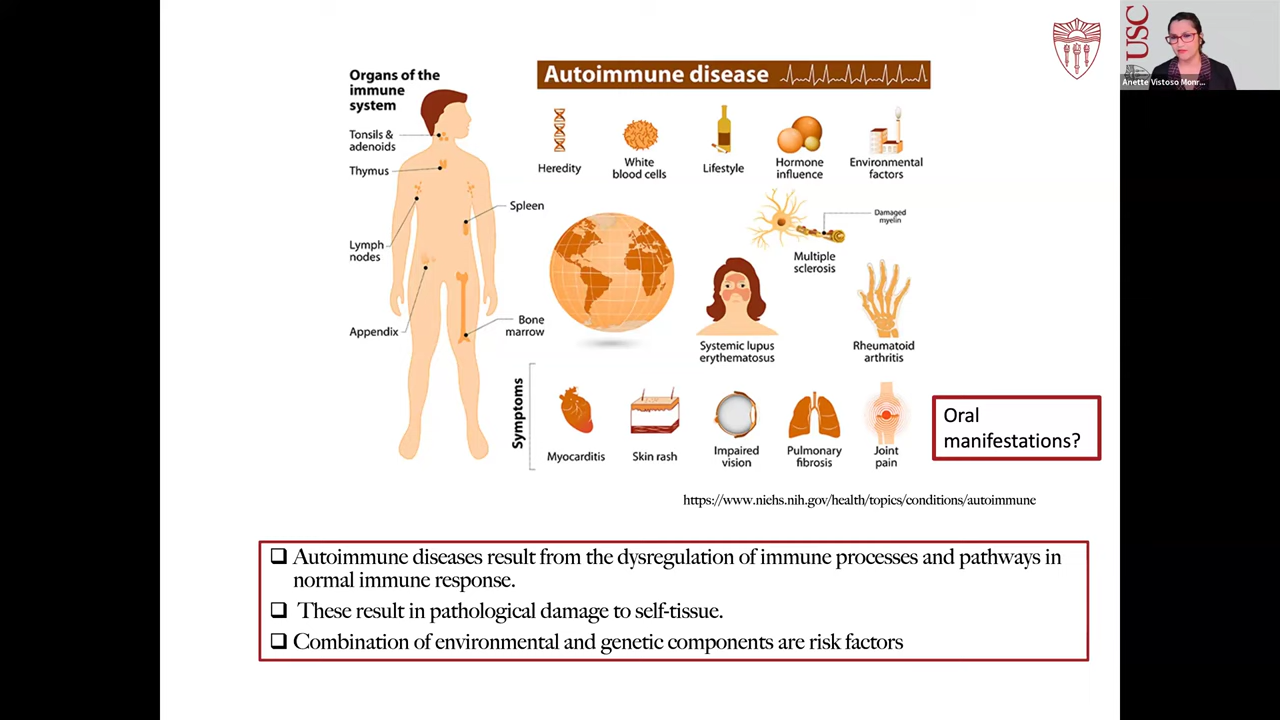 USC
Anette Vistoso Monr...
Organs of the
immune
system
Tonsils &
adenoids
Thymus
Spleen
Lymph
nodes
Appendix
Bone
marrow
Autoimmune disease
Heredity
White
blood cells
Lifestyle
Hormone
influence
Environmental
factors
Damaged
myelin
Multiple
sclerosis
Systemic lupus
erythematosus
Rheumatoid
arthritis
Symptoms
Myocarditis
Skin rash
Impaired
vision
Pulmonary
fibrosis
Joint
pain
Oral
manifestations?
https://www.niehs.nih.gov/health/topics/conditions/autoimmune
❑ Autoimmune diseases result from the dysregulation of immune processes and pathways in
normal immune response.
❑ These result in pathological damage to self-tissue.
❑ Combination of environmental and genetic components are risk factors